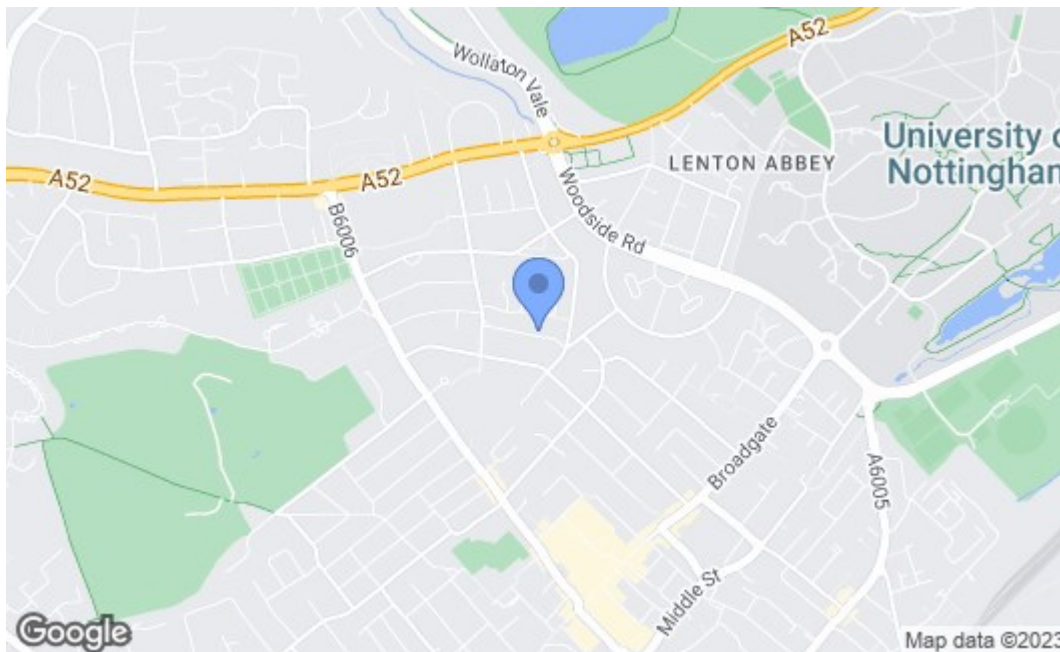 A52
Wollaton Vale
University o
Nottingham
LENTON ABBEY
A52
A52
B6006
Woodside Rd
Broadgate
A6005
Middle St
Google
Map data ©2023